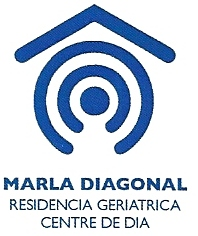 MARLA DIAGONAL
RESIDENCIA GERIATRICA
CENTRE DE DIA